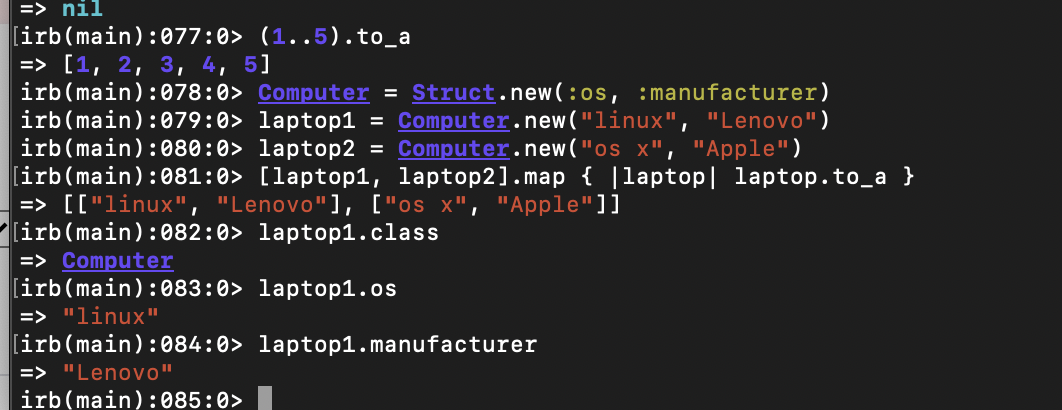 => nil
[irb(main):077:0> (1..5).to_a
=> [1, 2, 3, 4, 5]
irb(main):078:0> Computer = Struct.new(:os, :manufacturer)
irb(main):079:0> laptop1 = Computer.new("linux", "Lenovo")
irb(main):080:0> laptop2 = Computer.new("os x", "Apple")
[irb(main):081:0> [laptop1, laptop2].map { |laptop| laptop.to_a }
=> [["linux", "Lenovo"], ["os x", "Apple"]]
[irb(main):082:0> laptop1.class
=> Computer
[irb(main):083:0> laptop1.os
=> "linux"
[irb(main):084:0> laptop1.manufacturer
=> "Lenovo"
irb(main):085:0>